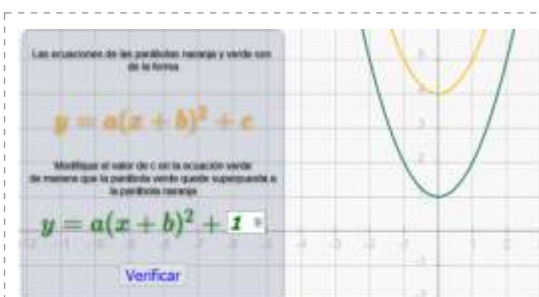 Las ecuaciones de las parábolas naranja y verde son
de la forma
y = a(x + b)² + c
Modifique el valor de c en la ecuación verde
de manera que la parábola verde quede superpuesta a
la parábola naranja
y = a(x + b)² + 1
Verificar